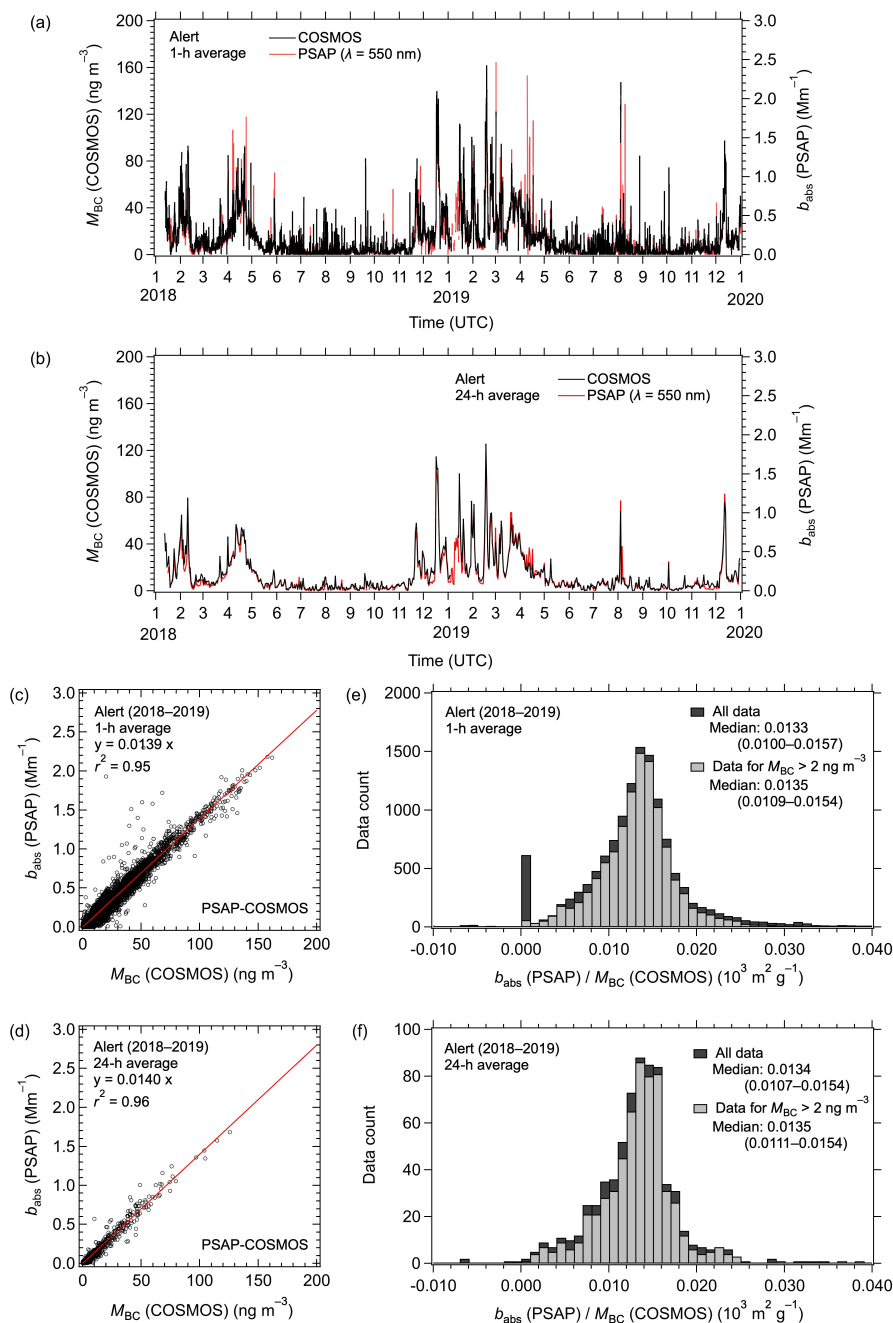 (a)
Alert
1-h average
COSMOS
PSAP (λ = 550 nm)
M_BC (COSMOS) (ng m⁻³)
200
160
120
80
40
0
b_abs (PSAP) (Mm⁻¹)
3.0
2.5
2.0
1.5
1.0
0.5
0.0
1 2 3 4 5 6 7 8 9 10 11 12 1 2 3 4 5 6 7 8 9 10 11 12 1
2018 2019 2020
Time (UTC)
(b)
Alert
24-h average
COSMOS
PSAP (λ = 550 nm)
M_BC (COSMOS) (ng m⁻³)
200
160
120
80
40
0
b_abs (PSAP) (Mm⁻¹)
3.0
2.5
2.0
1.5
1.0
0.5
0.0
1 2 3 4 5 6 7 8 9 10 11 12 1 2 3 4 5 6 7 8 9 10 11 12 1
2018 2019 2020
Time (UTC)
(c)
Alert (2018–2019)
1-h average
y = 0.0139 x
r² = 0.95
PSAP-COSMOS
b_abs (PSAP) (Mm⁻¹)
3.0
2.5
2.0
1.5
1.0
0.5
0.0
0 50 100 150 200
M_BC (COSMOS) (ng m⁻³)
(e)
Alert (2018–2019)
1-h average
All data
Median: 0.0133
(0.0100–0.0157)
Data for M_BC > 2 ng m⁻³
Median: 0.0135
(0.0109–0.0154)
Data count
2000
1500
1000
500
0
-0.010 0.000 0.010 0.020 0.030 0.040
b_abs (PSAP) / M_BC (COSMOS) (10³ m² g⁻¹)
(d)
Alert (2018–2019)
24-h average
y = 0.0140 x
r² = 0.96
PSAP-COSMOS
b_abs (PSAP) (Mm⁻¹)
3.0
2.5
2.0
1.5
1.0
0.5
0.0
0 50 100 150 200
M_BC (COSMOS) (ng m⁻³)
(f)
Alert (2018–2019)
24-h average
All data
Median: 0.0134
(0.0107–0.0154)
Data for M_BC > 2 ng m⁻³
Median: 0.0135
(0.0111–0.0154)
Data count
100
80
60
40
20
0
-0.010 0.000 0.010 0.020 0.030 0.040
b_abs (PSAP) / M_BC (COSMOS) (10³ m² g⁻¹)